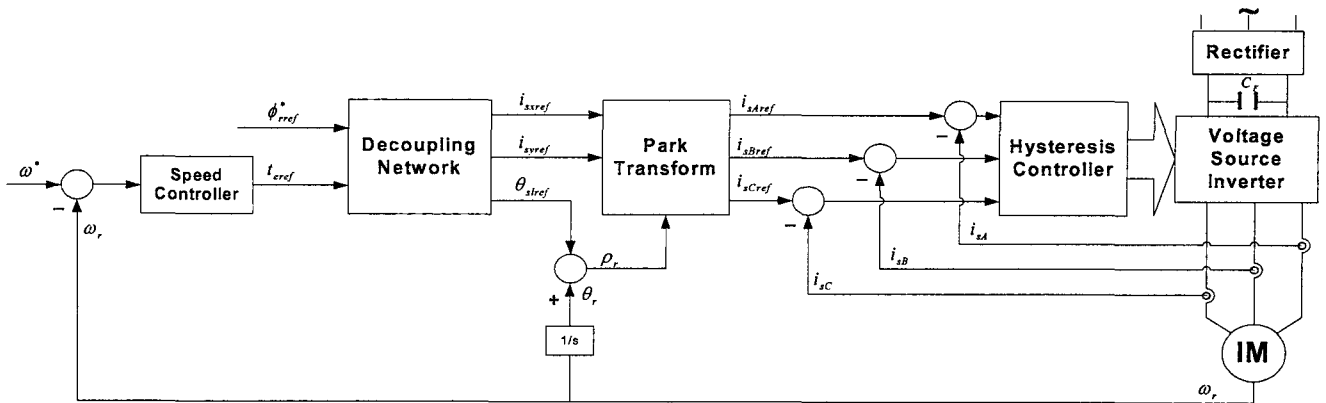 ~
Rectifier
C_r
ϕ*_rref
Decoupling
Network
i_sxref
i_syref
θ_slref
Park
Transform
i_sAref
i_sBref
i_sCref
−
−
−
Hysteresis
Controller
Voltage
Source
Inverter
ω*
−
ω_r
Speed
Controller
t_eref
ρ_r
+
θ_r
1/s
i_sA
i_sB
i_sC
IM
ω_r